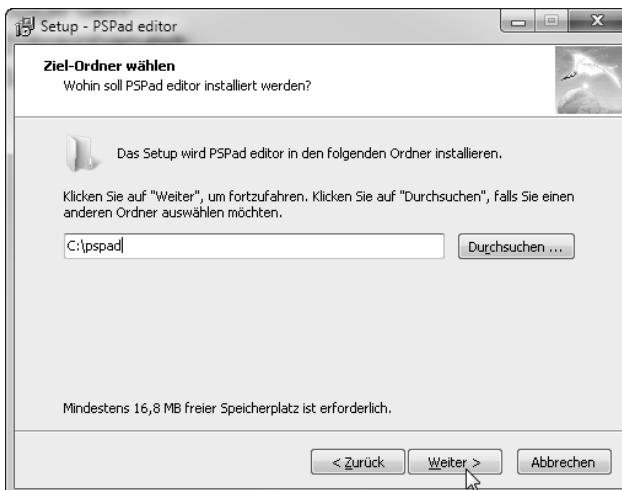 Setup - PSPad editor
Ziel-Ordner wählen
Wohin soll PSPad editor installiert werden?
Das Setup wird PSPad editor in den folgenden Ordner installieren.
Klicken Sie auf "Weiter", um fortzufahren. Klicken Sie auf "Durchsuchen", falls Sie einen
anderen Ordner auswählen möchten.
C:\pspad
Durchsuchen ...
Mindestens 16,8 MB freier Speicherplatz ist erforderlich.
< Zurück
Weiter >
Abbrechen